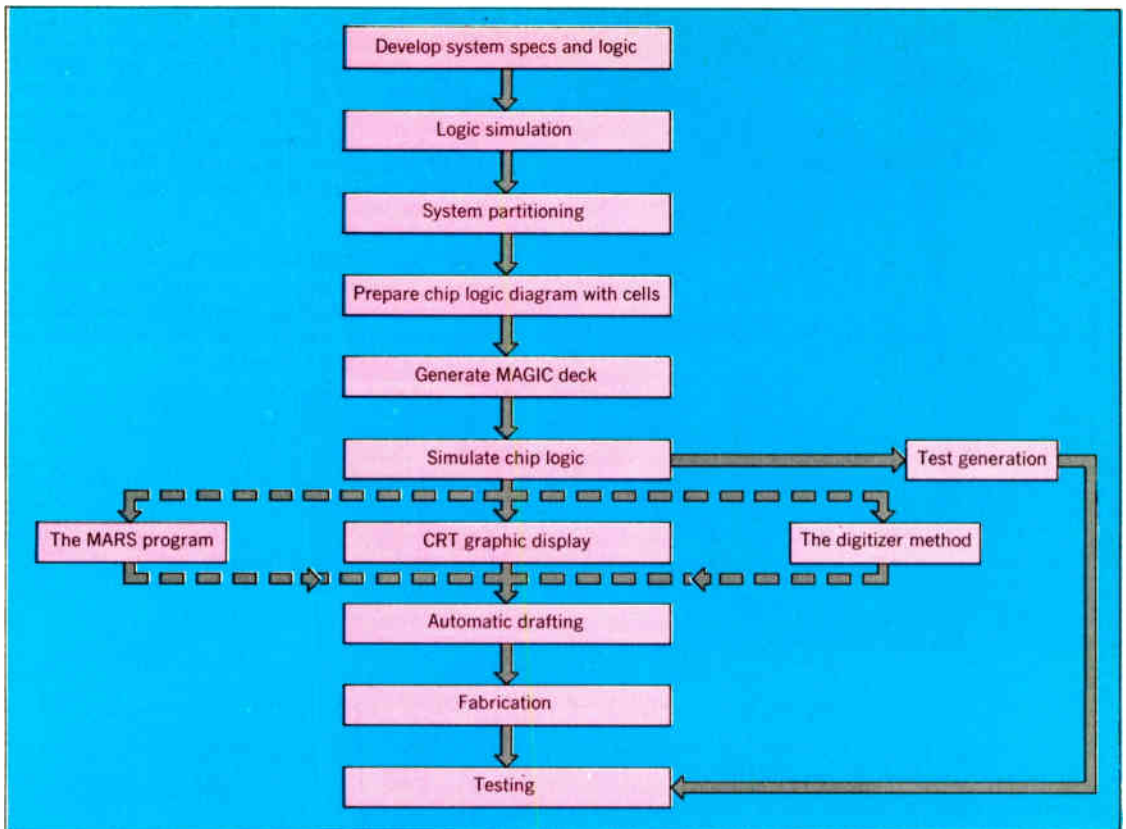 Develop system specs and logic
Logic simulation
System partitioning
Prepare chip logic diagram with cells
Generate MAGIC deck
Simulate chip logic
Test generation
The MARS program
CRT graphic display
The digitizer method
Automatic drafting
Fabrication
Testing